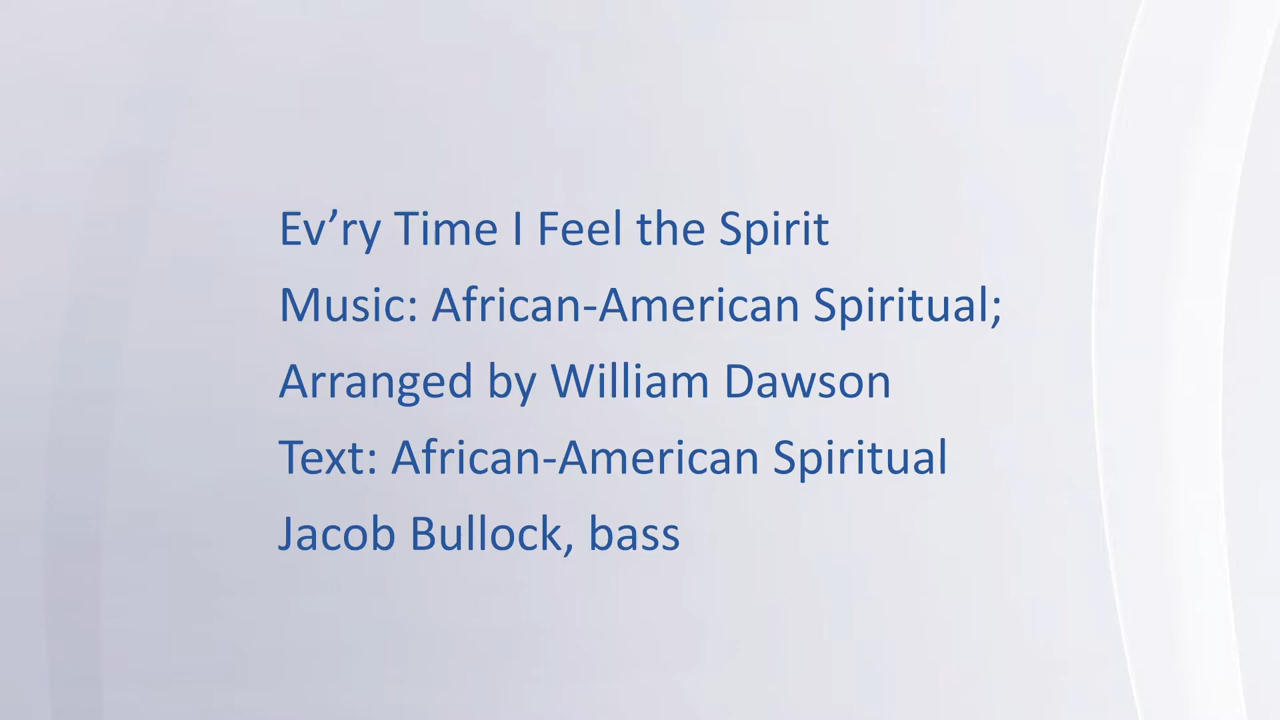 Ev’ry Time I Feel the Spirit
Music: African-American Spiritual;
Arranged by William Dawson
Text: African-American Spiritual
Jacob Bullock, bass